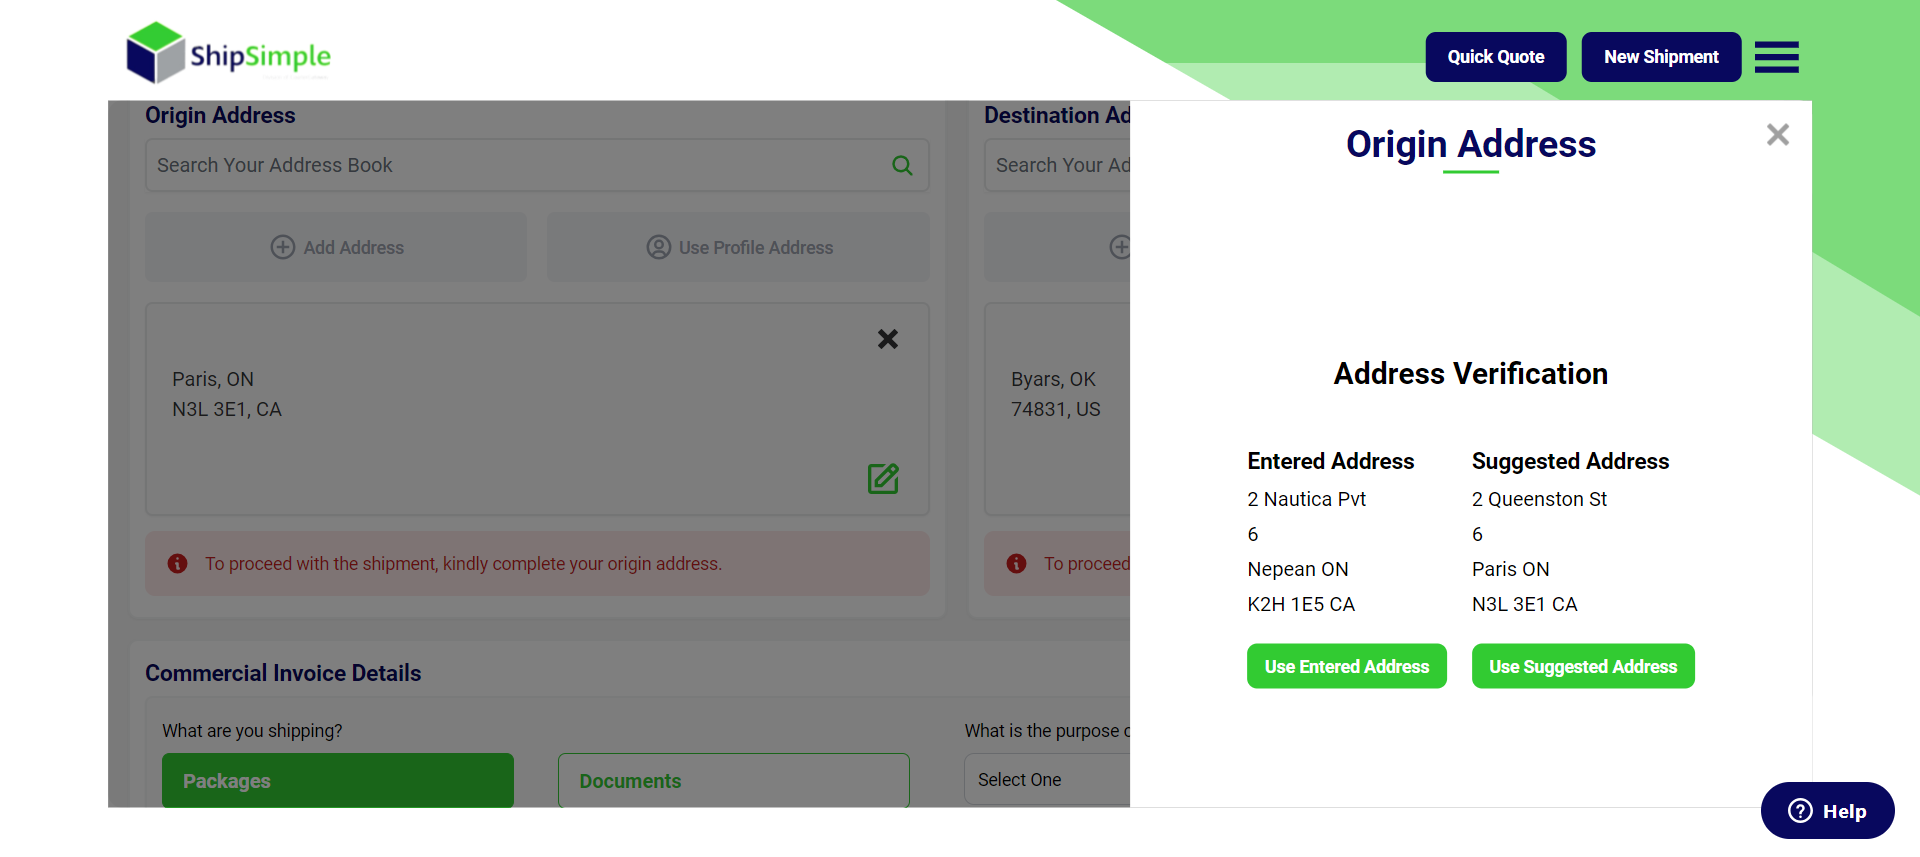 ShipSimple
Quick Quote
New Shipment
Origin Address
Search Your Address Book
Add Address
Use Profile Address
Paris, ON
N3L 3E1, CA
To proceed with the shipment, kindly complete your origin address.
Destination Ad
Search Your Ad
Byars, OK
74831, US
To proceed
Commercial Invoice Details
What are you shipping?
Packages
Documents
What is the purpose o
Select One
Origin Address
Address Verification
Entered Address
2 Nautica Pvt
6
Nepean ON
K2H 1E5 CA
Use Entered Address
Suggested Address
2 Queenston St
6
Paris ON
N3L 3E1 CA
Use Suggested Address
Help